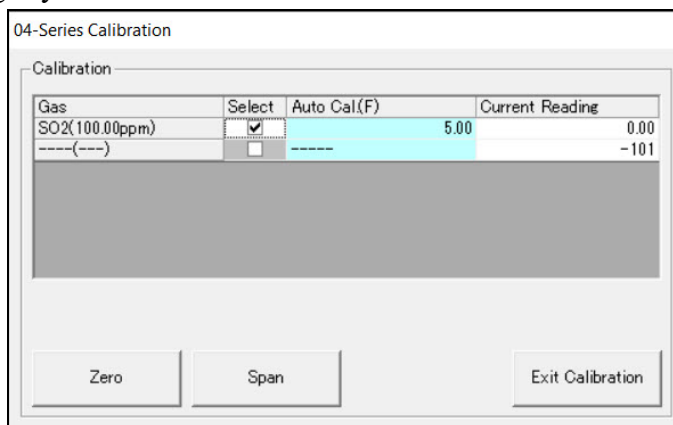 04-Series Calibration
Calibration
Gas Select Auto Cal.(F) Current Reading
SO2(100.00ppm) 5.00 0.00
----(---) ----- -101
Zero Span Exit Calibration